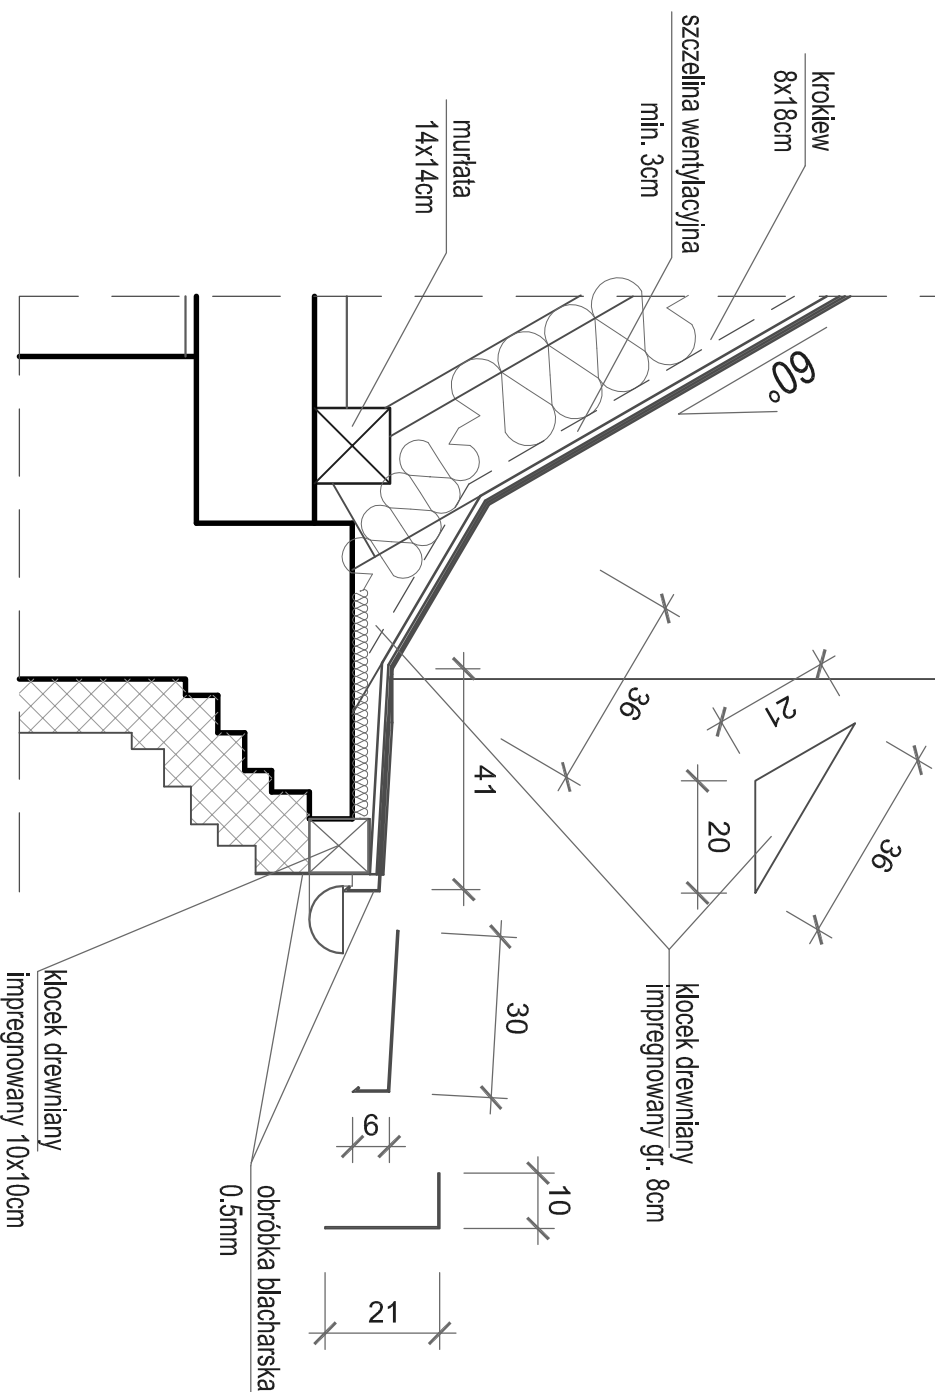 krokiew
8x18cm
szczelina wentylacyjna
min. 3cm
murłata
14x14cm
60°
36
21
20
36
41
klocek drewniany
impregnowany gr. 8cm
30
6
10
21
klocek drewniany
impregnowany 10x10cm
obróbka blacharska
0.5mm